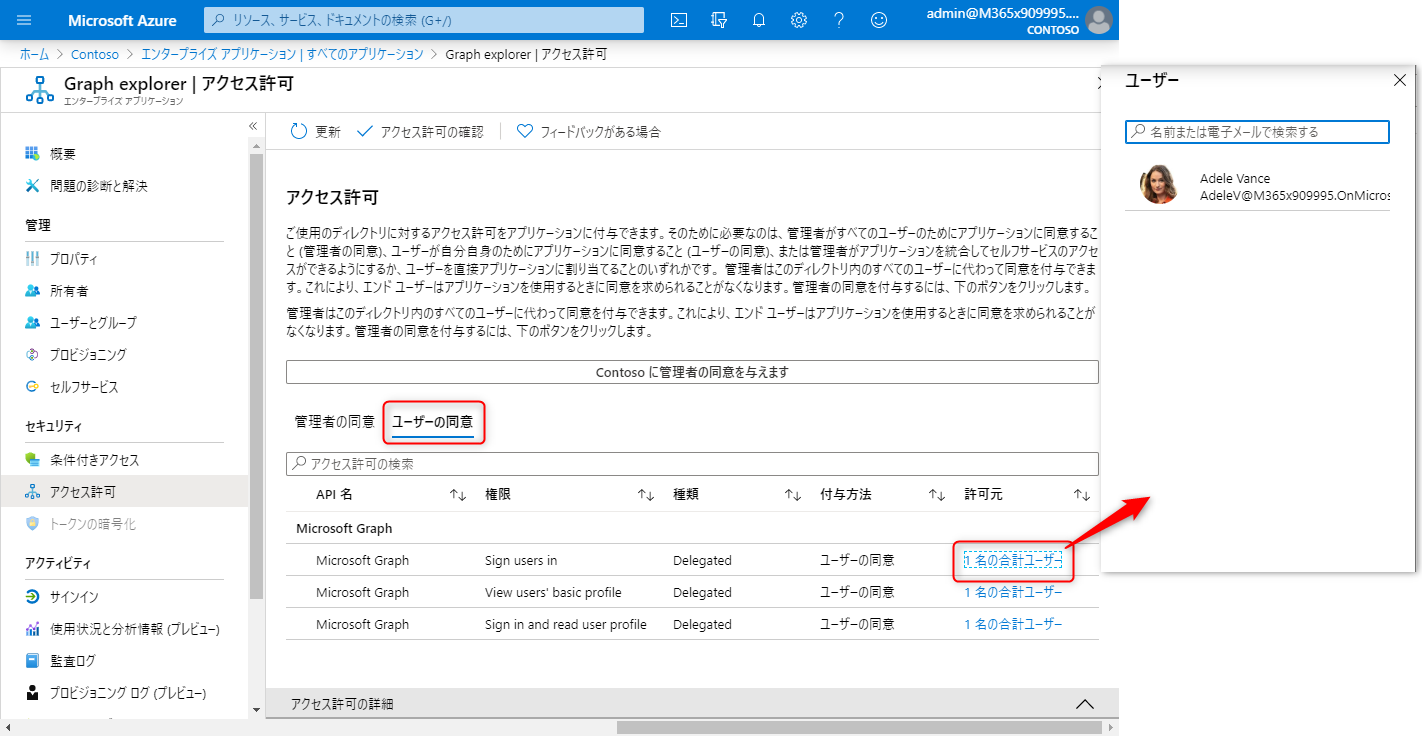 Microsoft Azure
リソース、サービス、ドキュメントの検索 (G+/)
admin@M365x909995....
CONTOSO
ホーム > Contoso > エンタープライズ アプリケーション | すべてのアプリケーション > Graph explorer | アクセス許可
Graph explorer | アクセス許可
エンタープライズ アプリケーション
概要
問題の診断と解決
管理
プロパティ
所有者
ユーザーとグループ
プロビジョニング
セルフサービス
セキュリティ
条件付きアクセス
アクセス許可
トークンの暗号化
アクティビティ
サインイン
使用状況と分析情報 (プレビュー)
監査ログ
プロビジョニング ログ (プレビュー)
更新
アクセス許可の確認
フィードバックがある場合
アクセス許可
ご使用のディレクトリに対するアクセス許可をアプリケーションに付与できます。そのために必要なのは、管理者がすべてのユーザーのためにアプリケーションに同意するこ
と (管理者の同意)、ユーザーが自分自身のためにアプリケーションに同意すること (ユーザーの同意)、または管理者がアプリケーションを統合してセルフサービスのアクセ
スができるようにするか、ユーザーを直接アプリケーションに割り当てることのいずれかです。 管理者はこのディレクトリ内のすべてのユーザーに代わって同意を付与できま
す。これにより、エンド ユーザーはアプリケーションを使用するときに同意を求められることがなくなります。管理者の同意を付与するには、下のボタンをクリックします。
管理者はこのディレクトリ内のすべてのユーザーに代わって同意を付与できます。これにより、エンド ユーザーはアプリケーションを使用するときに同意を求められることが
なくなります。管理者の同意を付与するには、下のボタンをクリックします。
Contoso に管理者の同意を与えます
管理者の同意 ユーザーの同意
アクセス許可の検索
API 名 権限 種類 付与方法 許可元
Microsoft Graph
Microsoft Graph Sign users in Delegated ユーザーの同意 1 名の合計ユーザー
Microsoft Graph View users' basic profile Delegated ユーザーの同意 1 名の合計ユーザー
Microsoft Graph Sign in and read user profile Delegated ユーザーの同意 1 名の合計ユーザー
アクセス許可の詳細
ユーザー
名前または電子メールで検索する
Adele Vance
AdeleV@M365x909995.OnMicros